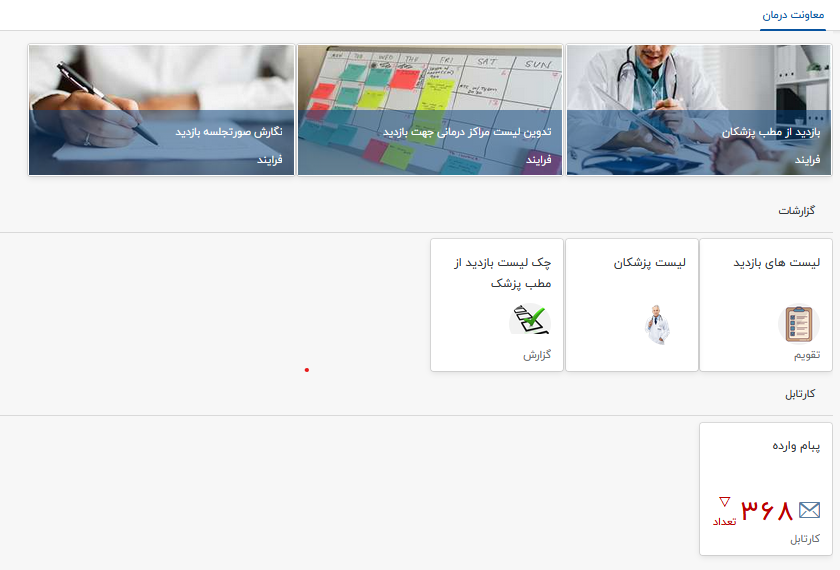 معاونت درمان
بازدید از مطب پزشکان
فرایند
تدوین لیست مراکز درمانی جهت بازدید
فرایند
WED THU FRI SAT SUN
نگارش صورتجلسه بازدید
فرایند
گزارشات
لیست های بازدید
تقویم
لیست پزشکان
چک لیست بازدید از
مطب پزشک
گزارش
کارتابل
پیام وارده
۳۶۸
تعداد
کارتابل